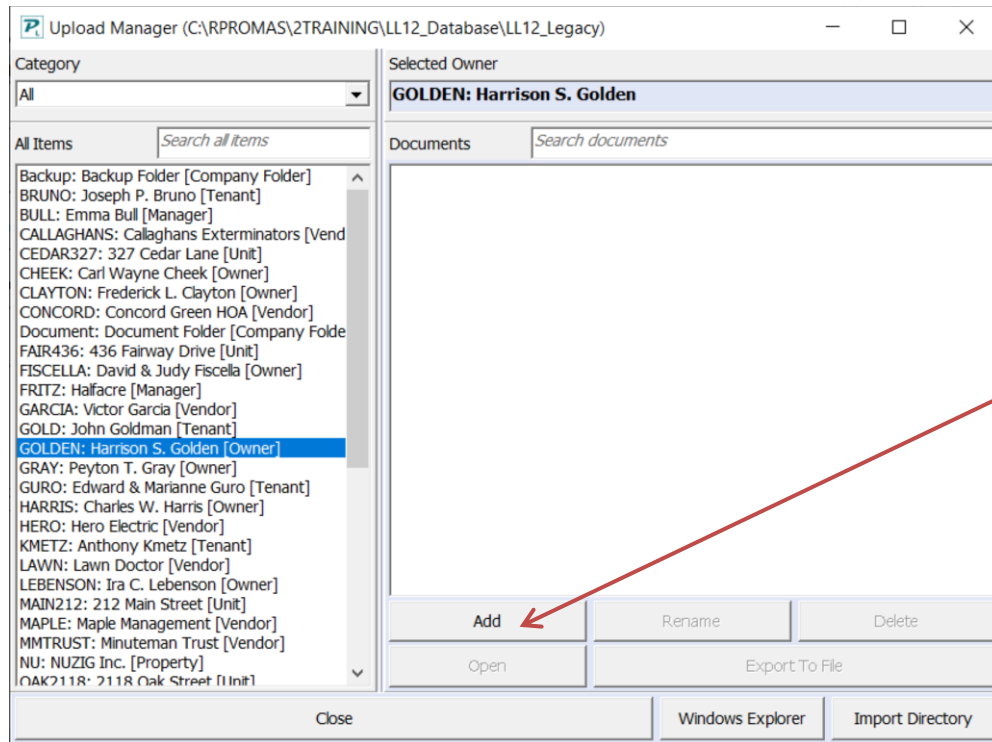 Upload Manager (C:\RPROMAS\2TRAINING\LL12_Database\LL12_Legacy)
Category
All
All Items
Search all items
Backup: Backup Folder [Company Folder]
BRUNO: Joseph P. Bruno [Tenant]
BULL: Emma Bull [Manager]
CALLAGHANS: Callaghans Exterminators [Vend
CEDAR327: 327 Cedar Lane [Unit]
CHEEK: Carl Wayne Cheek [Owner]
CLAYTON: Frederick L. Clayton [Owner]
CONCORD: Concord Green HOA [Vendor]
Document: Document Folder [Company Folde
FAIR436: 436 Fairway Drive [Unit]
FISCELLA: David & Judy Fiscella [Owner]
FRITZ: Halfacre [Manager]
GARCIA: Victor Garcia [Vendor]
GOLD: John Goldman [Tenant]
GOLDEN: Harrison S. Golden [Owner]
GRAY: Peyton T. Gray [Owner]
GURO: Edward & Marianne Guro [Tenant]
HARRIS: Charles W. Harris [Owner]
HERO: Hero Electric [Vendor]
KMETZ: Anthony Kmetz [Tenant]
LAWN: Lawn Doctor [Vendor]
LEBENSON: Ira C. Lebenson [Owner]
MAIN212: 212 Main Street [Unit]
MAPLE: Maple Management [Vendor]
MMTRUST: Minuteman Trust [Vendor]
NU: NUZIG Inc. [Property]
OAK2118: 2118 Oak Street [Unit]
Selected Owner
GOLDEN: Harrison S. Golden
Documents
Search documents
Add
Rename
Delete
Open
Export To File
Close
Windows Explorer
Import Directory